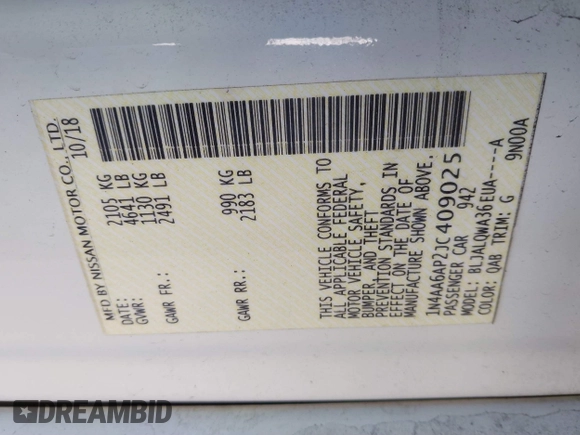 MFD BY NISSAN MOTOR CO., LTD.
10/18
DATE:
GVWR: 2105 KG
4641 LB
GAWR FR.: 1130 KG
2491 LB
GAWR RR.: 990 KG
2183 LB
THIS VEHICLE CONFORMS TO
ALL APPLICABLE FEDERAL
MOTOR VEHICLE SAFETY,
BUMPER, AND THEFT
PREVENTION STANDARDS IN
EFFECT ON THE DATE OF
MANUFACTURE SHOWN ABOVE.
1N4AA6AP2JC409025
PASSENGER CAR 942
MODEL: BLJALQWA36EUA----A
COLOR: QAB TRIM: G 9N00A
DREAMBID